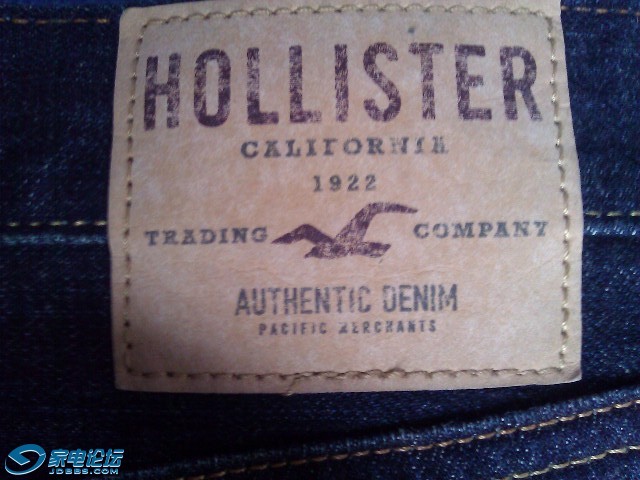 HOLLISTER
CALIFORNIA
1922
TRADING COMPANY
AUTHENTIC DENIM
PACIFIC MERCHANTS
家电论坛
JDBBS.COM